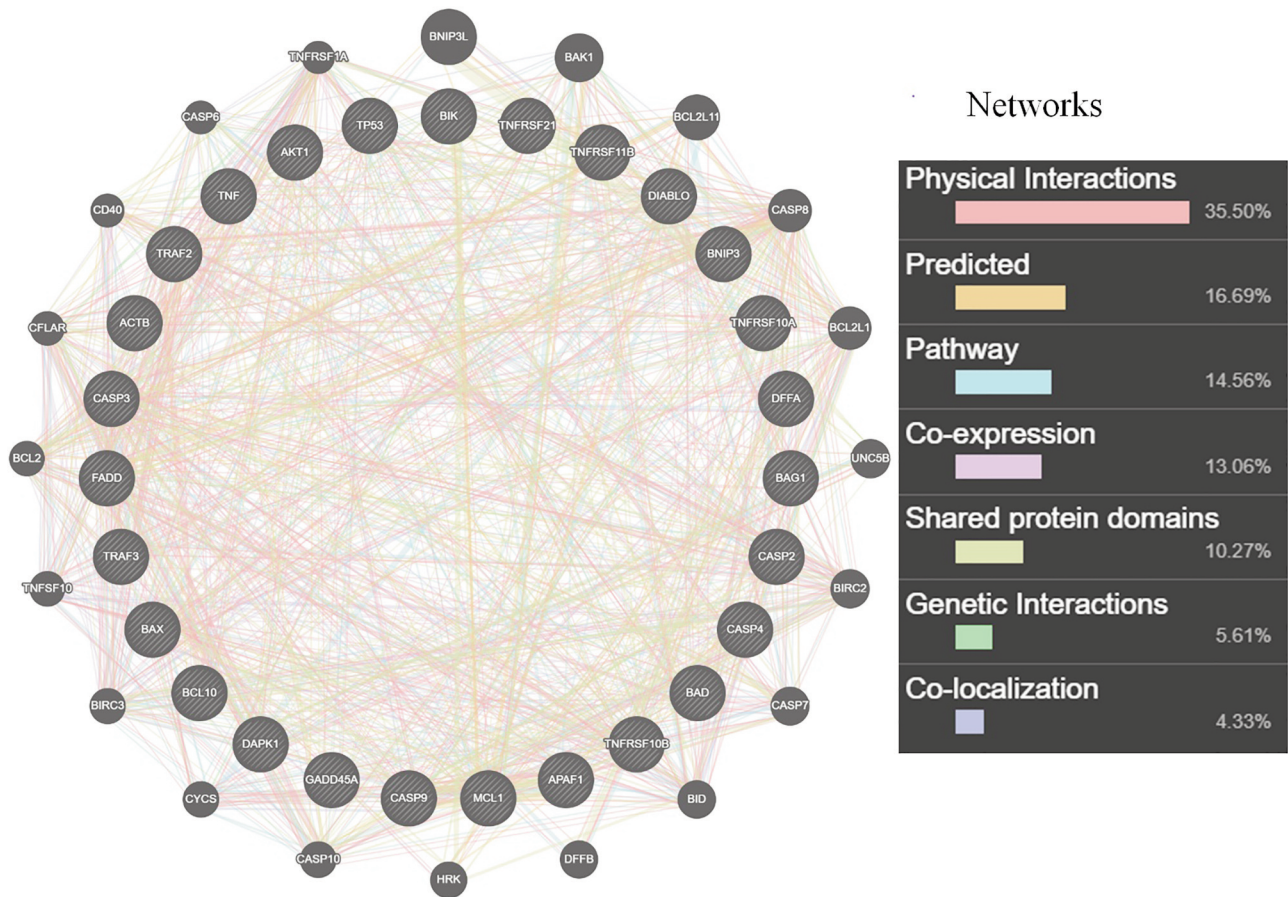 BNIP3L
TNFRSF1A
BAK1
BCL2L11
CASP6
BIK
TP53
TNFRSF21
AKT1
TNFRSF11B
TNF
DIABLO
CD40
CASP8
TRAF2
BNIP3
CFLAR
ACTB
TNFRSF10A
BCL2L1
CASP3
DFFA
BCL2
UNC5B
FADD
BAG1
TRAF3
CASP2
TNFSF10
BIRC2
BAX
CASP4
BCL10
BAD
BIRC3
CASP7
DAPK1
TNFRSF10B
GADD45A
APAF1
CASP9
MCL1
CYCS
BID
CASP10
DFFB
HRK
Networks
Physical Interactions
35.50%
Predicted
16.69%
Pathway
14.56%
Co-expression
13.06%
Shared protein domains
10.27%
Genetic Interactions
5.61%
Co-localization
4.33%